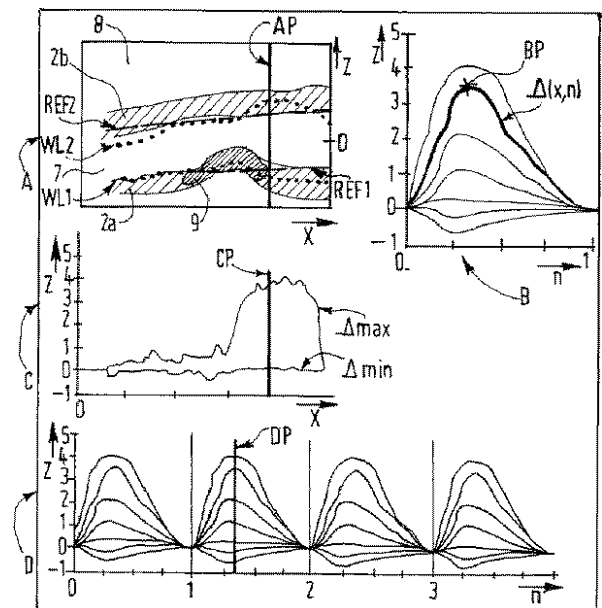 8
AP
Z
2b
REF2
0
WL2
A
7
WL1
REF1
2a
9
X
Z
5
4
3
2
1
0
-1
BP
Δ(x,n)
0
n
1
B
Z
5
4
3
2
1
0
-1
CP
Δmax
Δmin
C
0
X
Z
5
4
3
2
1
0
-1
DP
D
0
1
2
3
n